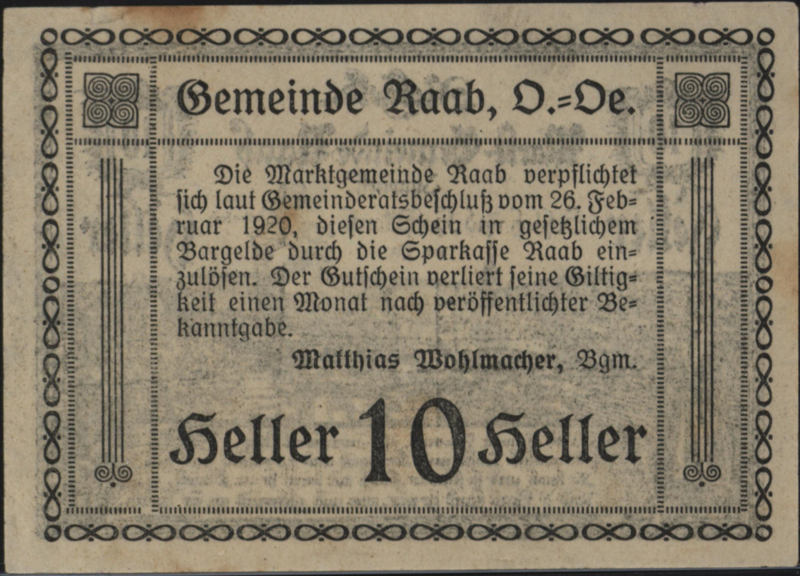 Gemeinde Raab, O.=Oe.
Die Marktgemeinde Raab verpflichtet
sich laut Gemeinderatsbeschluß vom 26. Feb=
ruar 1920, diesen Schein in gesetzlichem
Bargelde durch die Sparkasse Raab ein=
zulösen. Der Gutschein verliert seine Giltig=
keit einen Monat nach veröffentlichter Be=
kanntgabe.
Matthias Wohlmacher, Bgm.
Heller 10 Heller